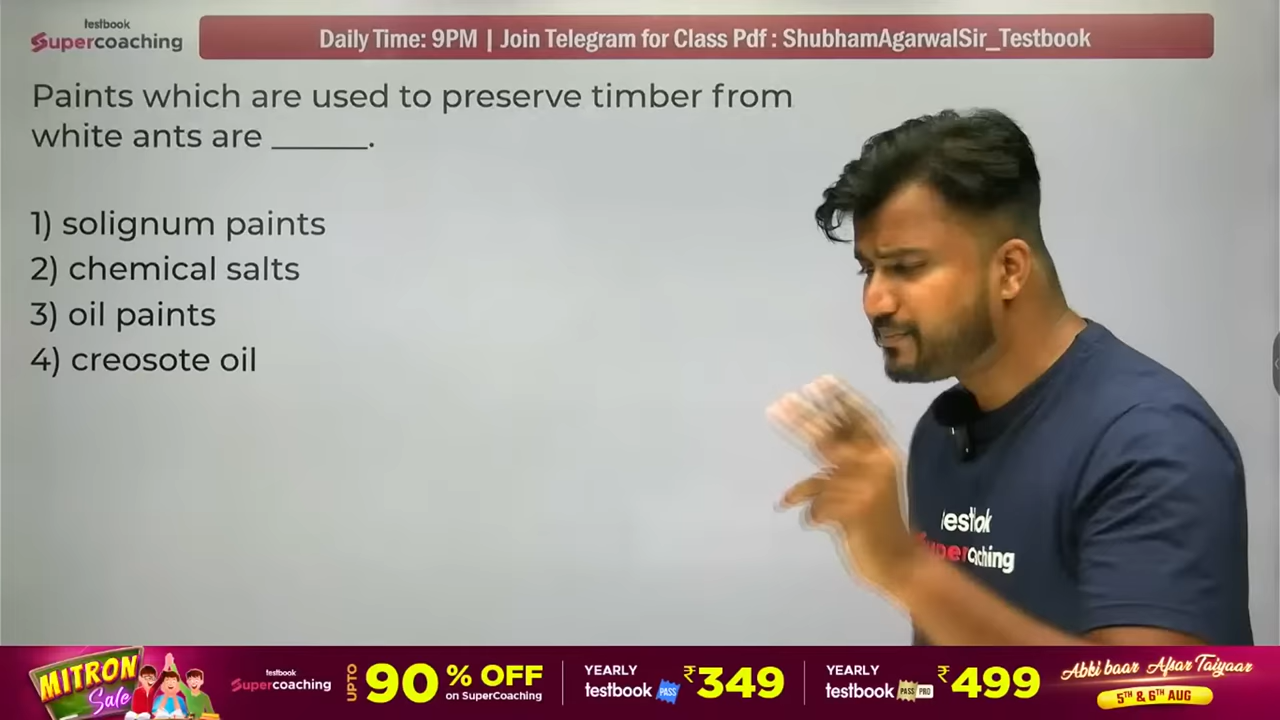 testbook
Supercoaching
Daily Time: 9PM | Join Telegram for Class Pdf : ShubhamAgarwalSir_Testbook
Paints which are used to preserve timber from
white ants are ______.
1) solignum paints
2) chemical salts
3) oil paints
4) creosote oil
MITRON
Sale
testbook
Supercoaching
UPTO
90% OFF
on SuperCoaching
YEARLY
testbook PASS
₹349
YEARLY
testbook PASS PRO
₹499
Abki baar Afsar Taiyaar
5TH & 6TH AUG